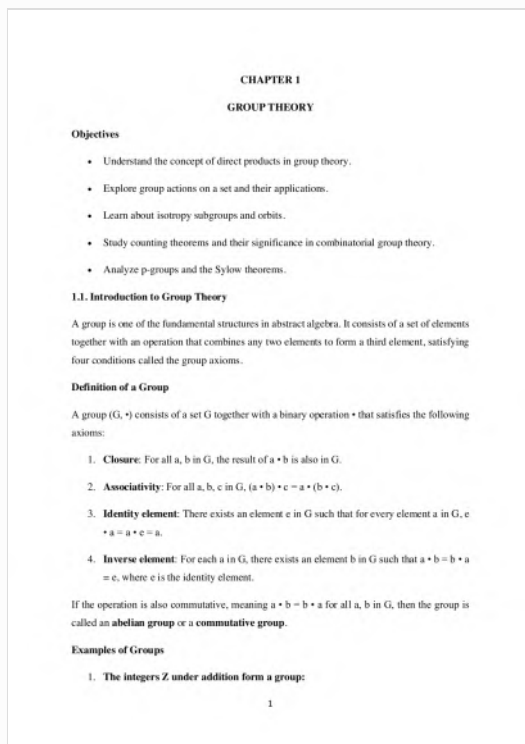 CHAPTER 1
GROUP THEORY
Objectives
• Understand the concept of direct products in group theory.
• Explore group actions on a set and their applications.
• Learn about isotropy subgroups and orbits.
• Study counting theorems and their significance in combinatorial group theory.
• Analyze p-groups and the Sylow theorems.
1.1. Introduction to Group Theory
A group is one of the fundamental structures in abstract algebra. It consists of a set of elements
together with an operation that combines any two elements to form a third element, satisfying
four conditions called the group axioms.
Definition of a Group
A group (G, •) consists of a set G together with a binary operation • that satisfies the following
axioms:
1. Closure: For all a, b in G, the result of a • b is also in G.
2. Associativity: For all a, b, c in G, (a • b) • c = a • (b • c).
3. Identity element: There exists an element e in G such that for every element a in G, e
• a = a • e = a.
4. Inverse element: For each a in G, there exists an element b in G such that a • b = b • a
= e, where e is the identity element.
If the operation is also commutative, meaning a • b = b • a for all a, b in G, then the group is
called an abelian group or a commutative group.
Examples of Groups
1. The integers Z under addition form a group:
1